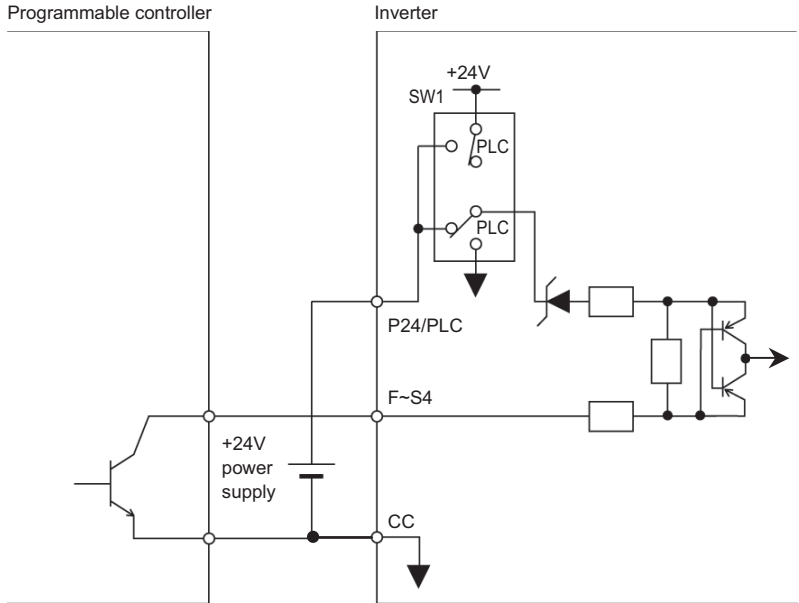 Programmable controller
Inverter
+24V
SW1
PLC
PLC
P24/PLC
F~S4
+24V
power
supply
CC